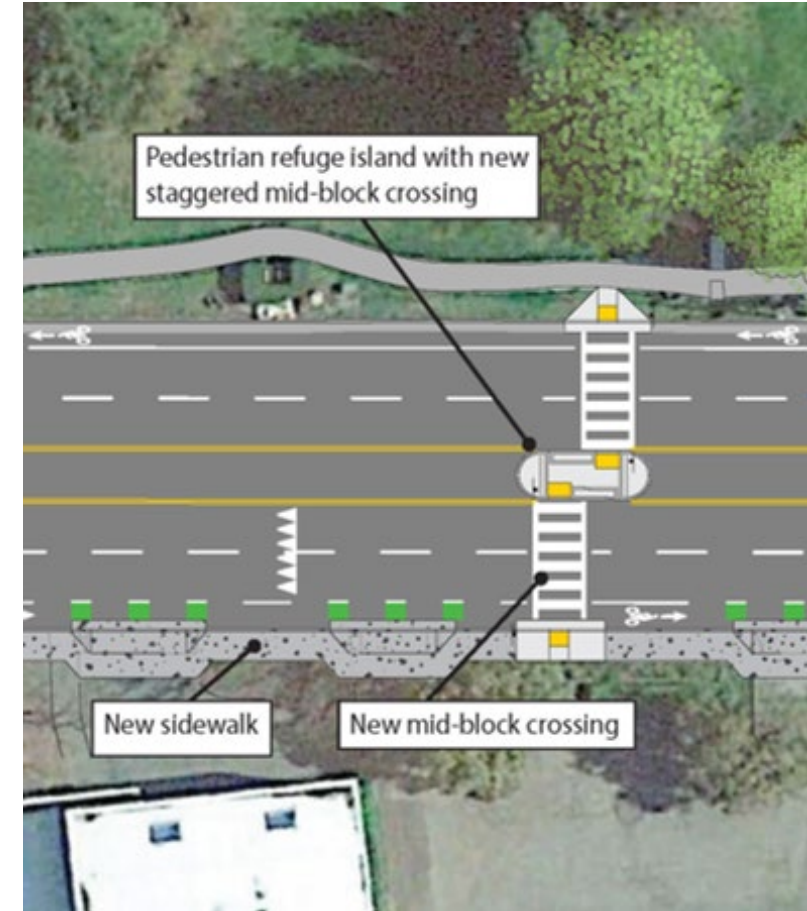 Pedestrian refuge island with new
staggered mid-block crossing
New sidewalk
New mid-block crossing